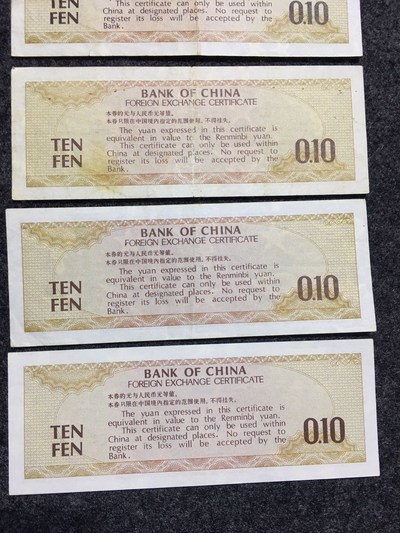 TEN
FEN
This certificate can only be used within
China at designated places. No request to
register its loss will be accepted by the
Bank.
0.10
BANK OF CHINA
FOREIGN EXCHANGE CERTIFICATE
本券的元与人民币元等值。
本券只限在中国境内指定的范围使用,不得挂失。
TEN
FEN
The yuan expressed in this certificate is
equivalent in value to the Renminbi yuan.
This certificate can only be used within
China at designated places. No request to
register its loss will be accepted by the
Bank.
0.10
BANK OF CHINA
FOREIGN EXCHANGE CERTIFICATE
本券的元与人民币元等值。
本券只限在中国境内指定的范围使用,不得挂失。
TEN
FEN
The yuan expressed in this certificate is
equivalent in value to the Renminbi yuan.
This certificate can only be used within
China at designated places. No request to
register its loss will be accepted by the
Bank.
0.10
BANK OF CHINA
FOREIGN EXCHANGE CERTIFICATE
本券的元与人民币元等值。
本券只限在中国境内指定的范围使用,不得挂失。
TEN
FEN
The yuan expressed in this certificate is
equivalent in value to the Renminbi yuan.
This certificate can only be used within
China at designated places. No request to
register its loss will be accepted by the
Bank.
0.10